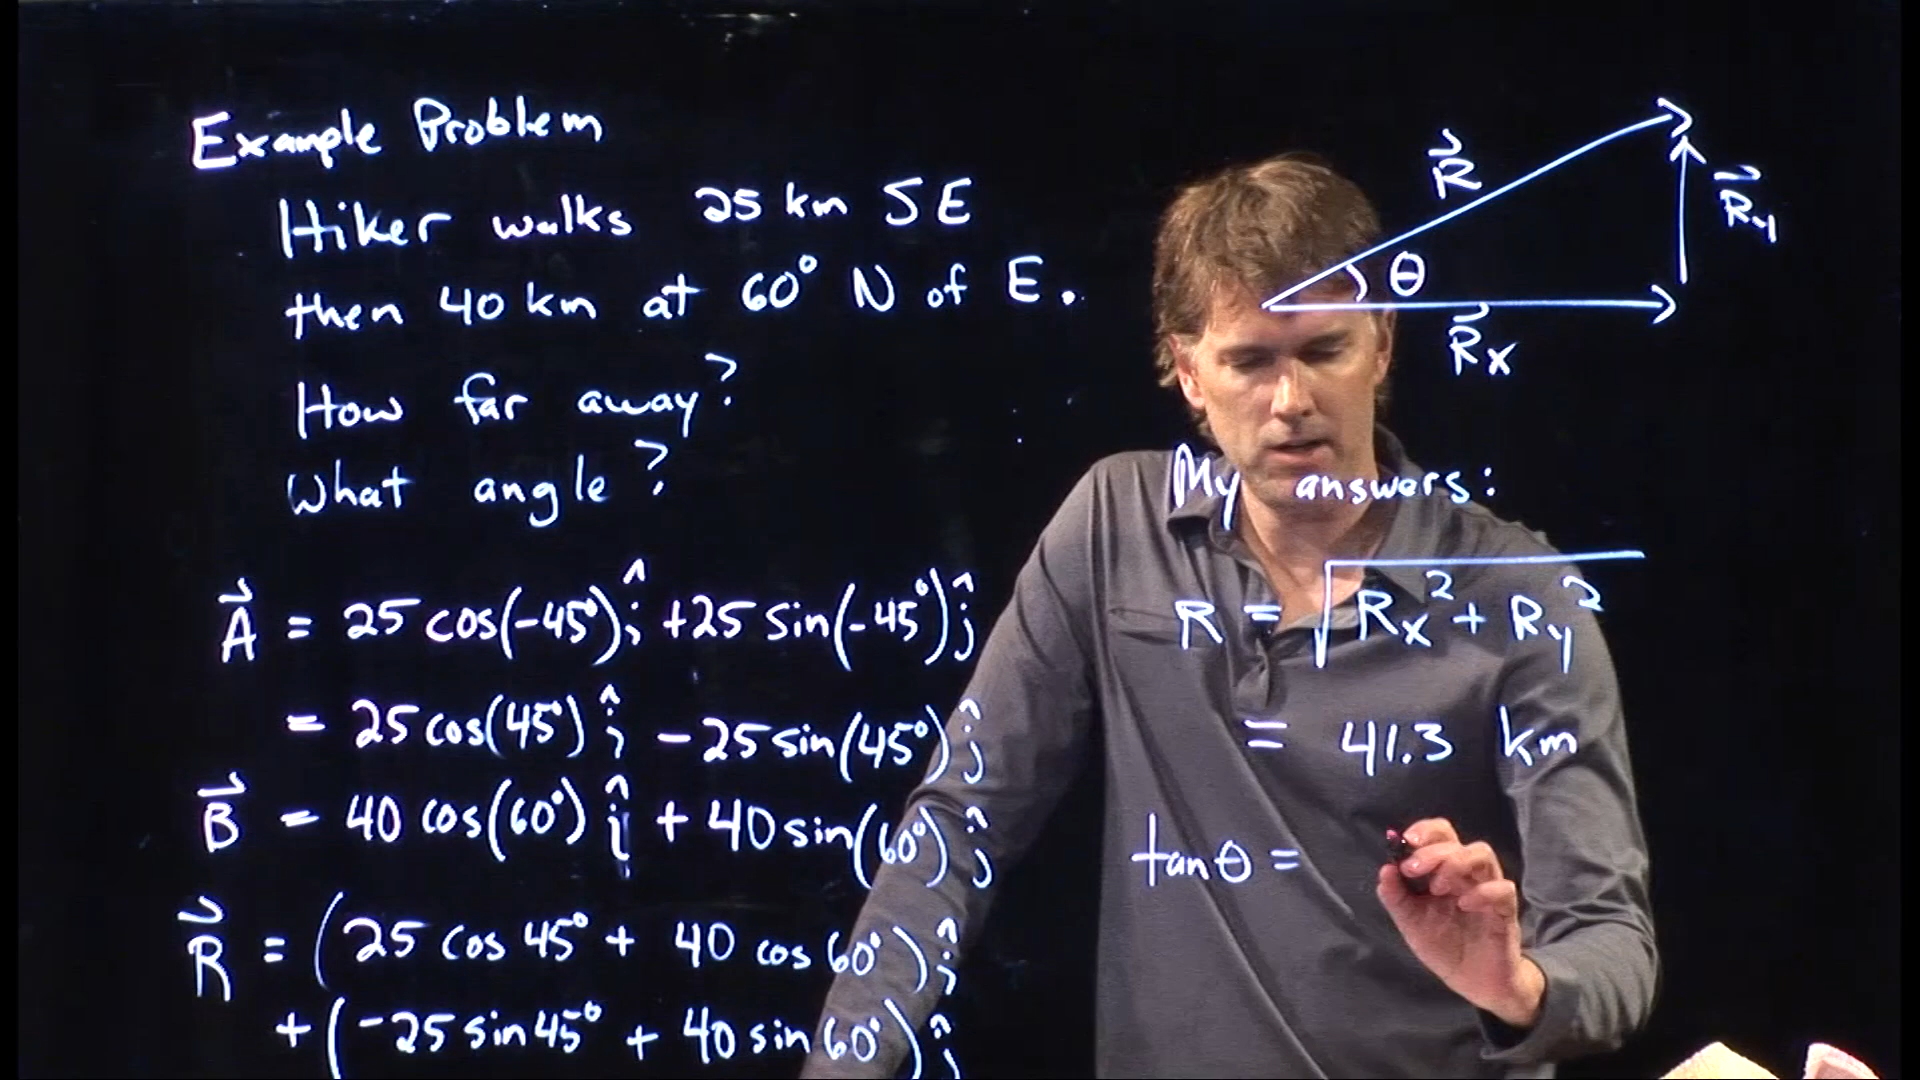 Example Problem
Hiker walks 25 km SE
then 40 km at 60° N of E.
How far away?
What angle?
A⃗ = 25 cos(-45°) î + 25 sin(-45°) ĵ
= 25 cos(45°) î - 25 sin(45°) ĵ
B⃗ = 40 cos(60°) î + 40 sin(60°) ĵ
R⃗ = (25 cos 45° + 40 cos 60°) î
+ (-25 sin 45° + 40 sin 60°) ĵ
R⃗
R⃗y
θ
R⃗x
My answers:
R = √(Rx² + Ry²)
= 41.3 km
tanθ =